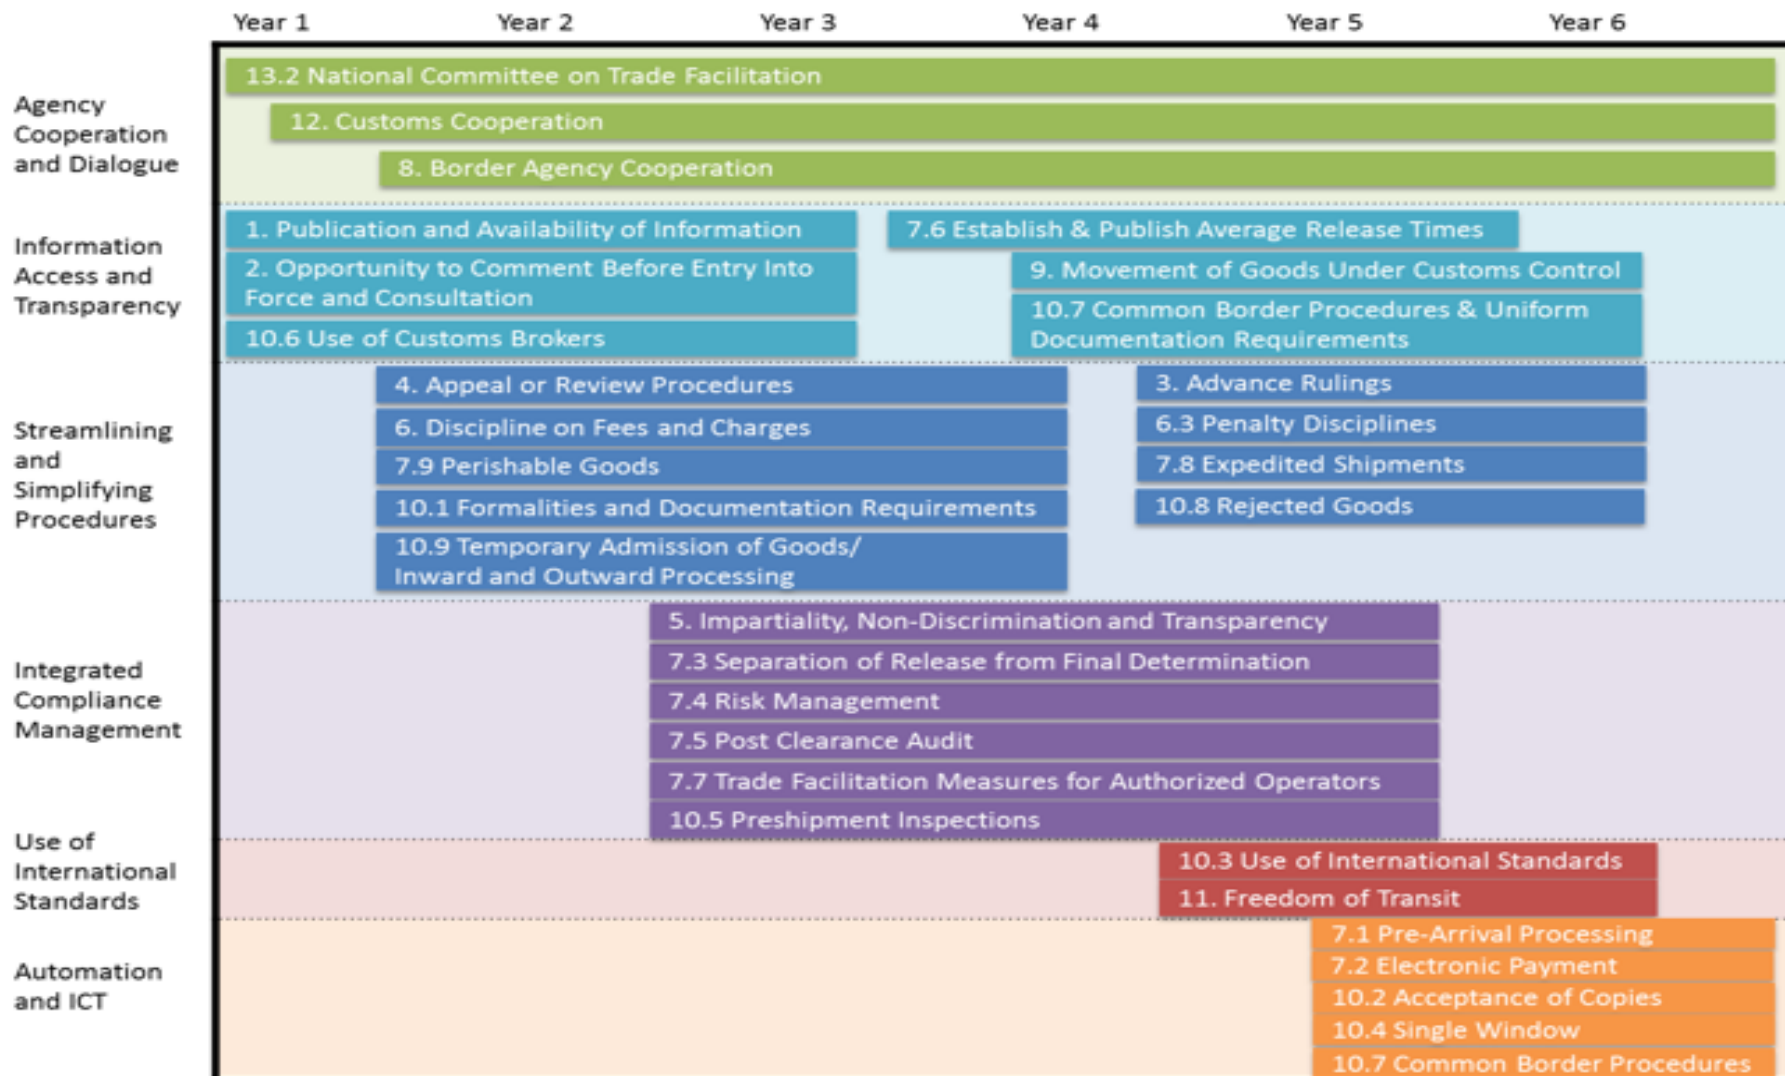 Year 1 Year 2 Year 3 Year 4 Year 5 Year 6
Agency
Cooperation
and Dialogue
13.2 National Committee on Trade Facilitation
12. Customs Cooperation
8. Border Agency Cooperation
Information
Access and
Transparency
1. Publication and Availability of Information
2. Opportunity to Comment Before Entry Into
Force and Consultation
10.6 Use of Customs Brokers
7.6 Establish & Publish Average Release Times
9. Movement of Goods Under Customs Control
10.7 Common Border Procedures & Uniform
Documentation Requirements
Streamlining
and
Simplifying
Procedures
4. Appeal or Review Procedures
6. Discipline on Fees and Charges
7.9 Perishable Goods
10.1 Formalities and Documentation Requirements
10.9 Temporary Admission of Goods/
Inward and Outward Processing
3. Advance Rulings
6.3 Penalty Disciplines
7.8 Expedited Shipments
10.8 Rejected Goods
Integrated
Compliance
Management
5. Impartiality, Non-Discrimination and Transparency
7.3 Separation of Release from Final Determination
7.4 Risk Management
7.5 Post Clearance Audit
7.7 Trade Facilitation Measures for Authorized Operators
10.5 Preshipment Inspections
Use of
International
Standards
10.3 Use of International Standards
11. Freedom of Transit
Automation
and ICT
7.1 Pre-Arrival Processing
7.2 Electronic Payment
10.2 Acceptance of Copies
10.4 Single Window
10.7 Common Border Procedures